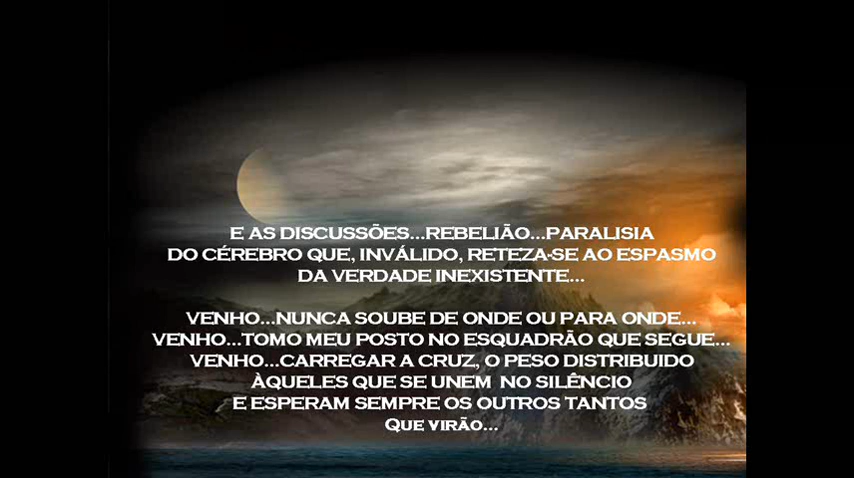 E AS DISCUSSÕES...REBELIÃO...PARALISIA
DO CÉREBRO QUE, INVÁLIDO, RETEZA-SE AO ESPASMO
DA VERDADE INEXISTENTE...
VENHO...NUNCA SOUBE DE ONDE OU PARA ONDE...
VENHO...TOMO MEU POSTO NO ESQUADRÃO QUE SEGUE...
VENHO...CARREGAR A CRUZ, O PESO DISTRIBUIDO
ÀQUELES QUE SE UNEM NO SILÊNCIO
E ESPERAM SEMPRE OS OUTROS TANTOS
QUE VIRÃO...